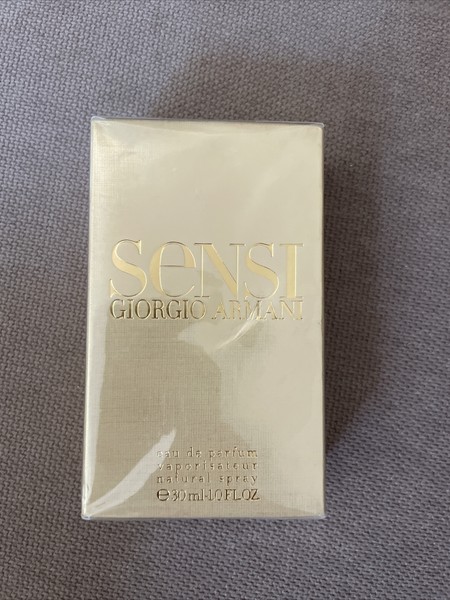 SeNSI
GIORGIO ARMANI
eau de parfum
vaporisateur
natural spray
℮30 ml-1.0 FL.OZ